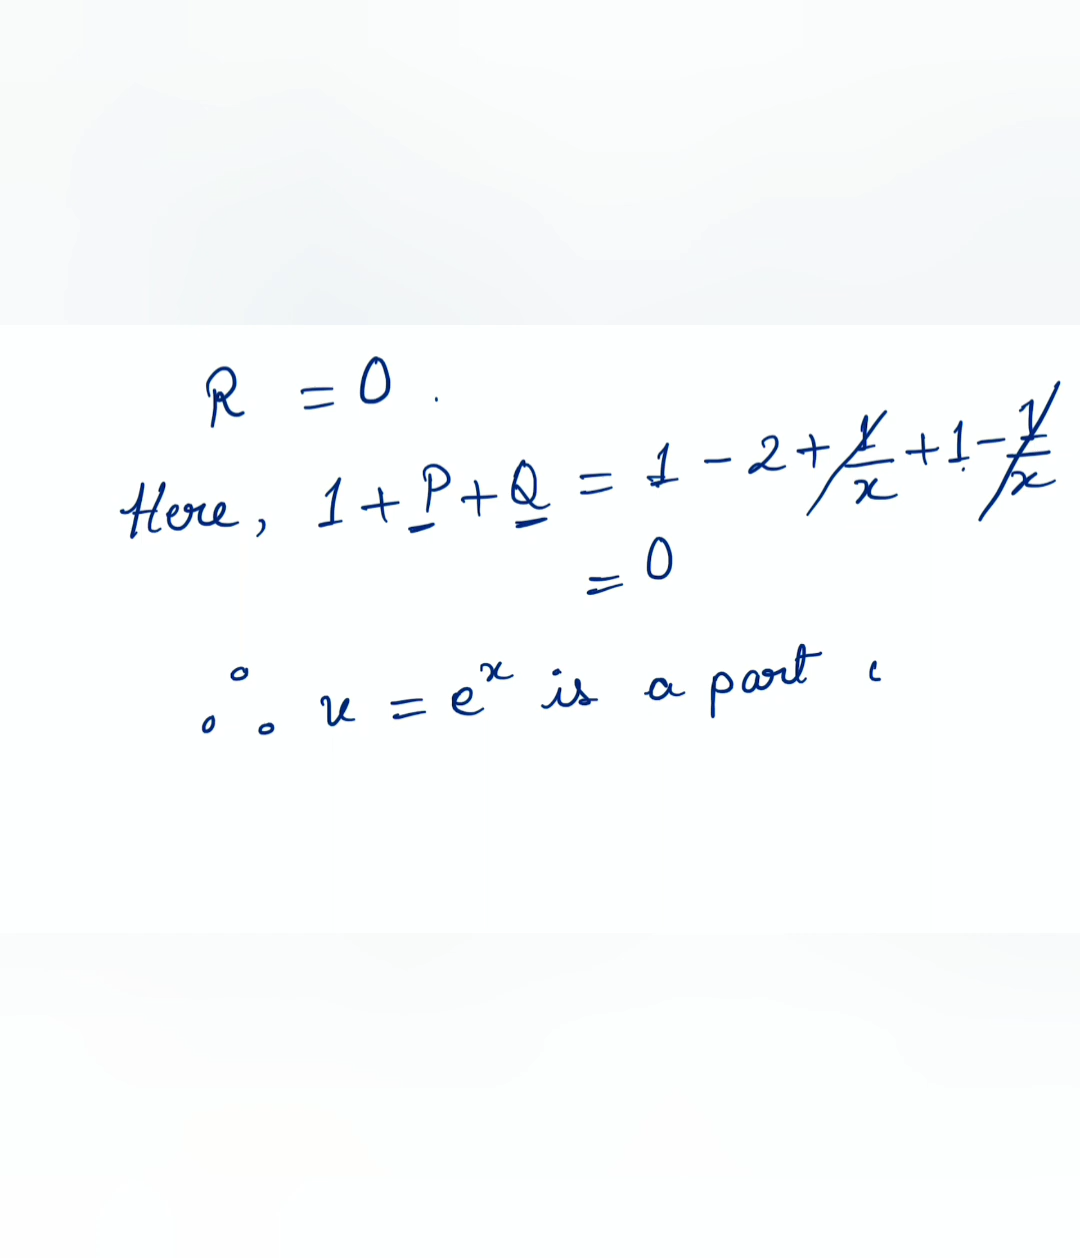 R = 0.
Here, 1 + P + Q = 1 - 2 + 1/x + 1 - 1/x
= 0
∴ u = e^x is a part